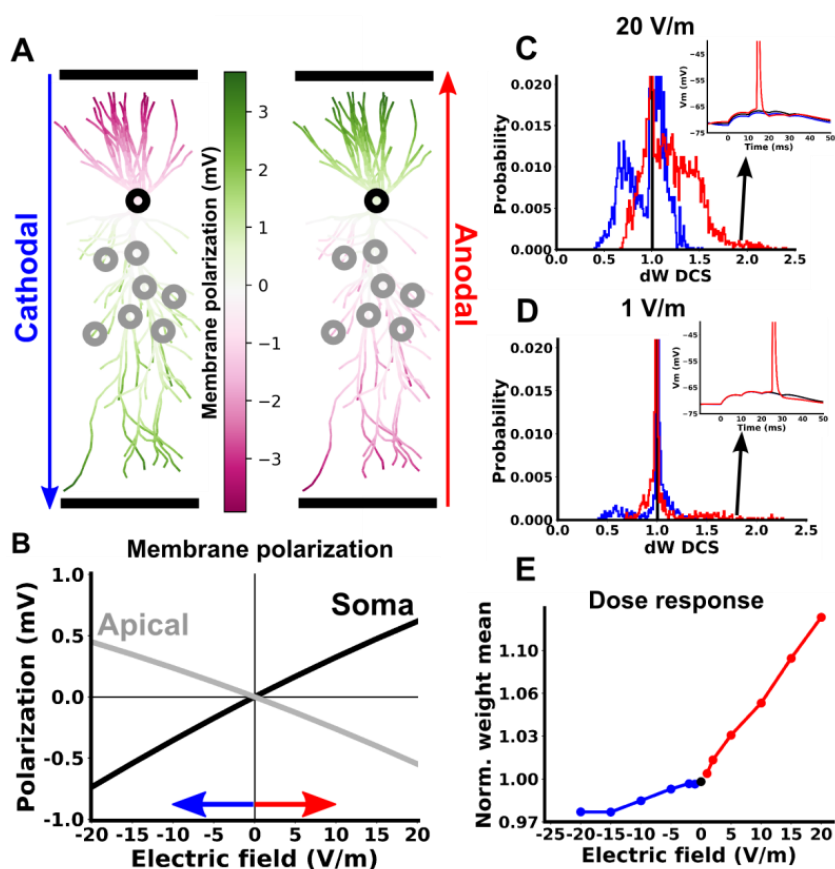 A
Cathodal
Membrane polarization (mV)
3
2
1
0
−1
−2
−3
Anodal
C
20 V/m
Probability
0.020
0.015
0.010
0.005
0.000
0.0 0.5 1.0 1.5 2.0 2.5
dW DCS
Vm (mV)
−45
−55
−65
−75
0 10 20 30 40 50
Time (ms)
D
1 V/m
Probability
0.020
0.015
0.010
0.005
0.000
0.0 0.5 1.0 1.5 2.0 2.5
dW DCS
Vm (mV)
−45
−55
−65
−75
0 10 20 30 40 50
Time (ms)
B
Membrane polarization
Polarization (mV)
1.0
0.5
0.0
-0.5
-1.0
Apical
Soma
-20 -15 -10 -5 0 5 10 15 20
Electric field (V/m)
E
Dose response
Norm. weight mean
1.10
1.06
1.03
1.00
0.97
-25 -20 -15 -10 -5 0 5 10 15 20
Electric field (V/m)